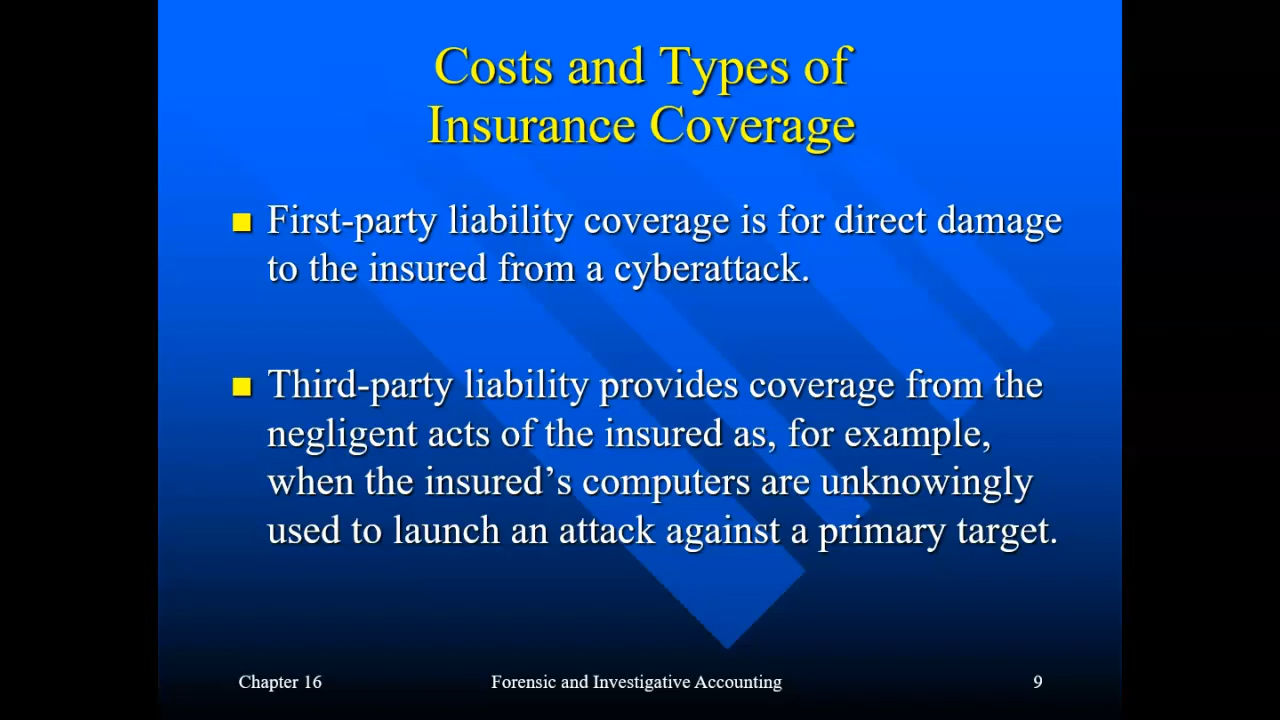 Costs and Types of
Insurance Coverage
First-party liability coverage is for direct damage
to the insured from a cyberattack.
Third-party liability provides coverage from the
negligent acts of the insured as, for example,
when the insured’s computers are unknowingly
used to launch an attack against a primary target.
Chapter 16 Forensic and Investigative Accounting 9